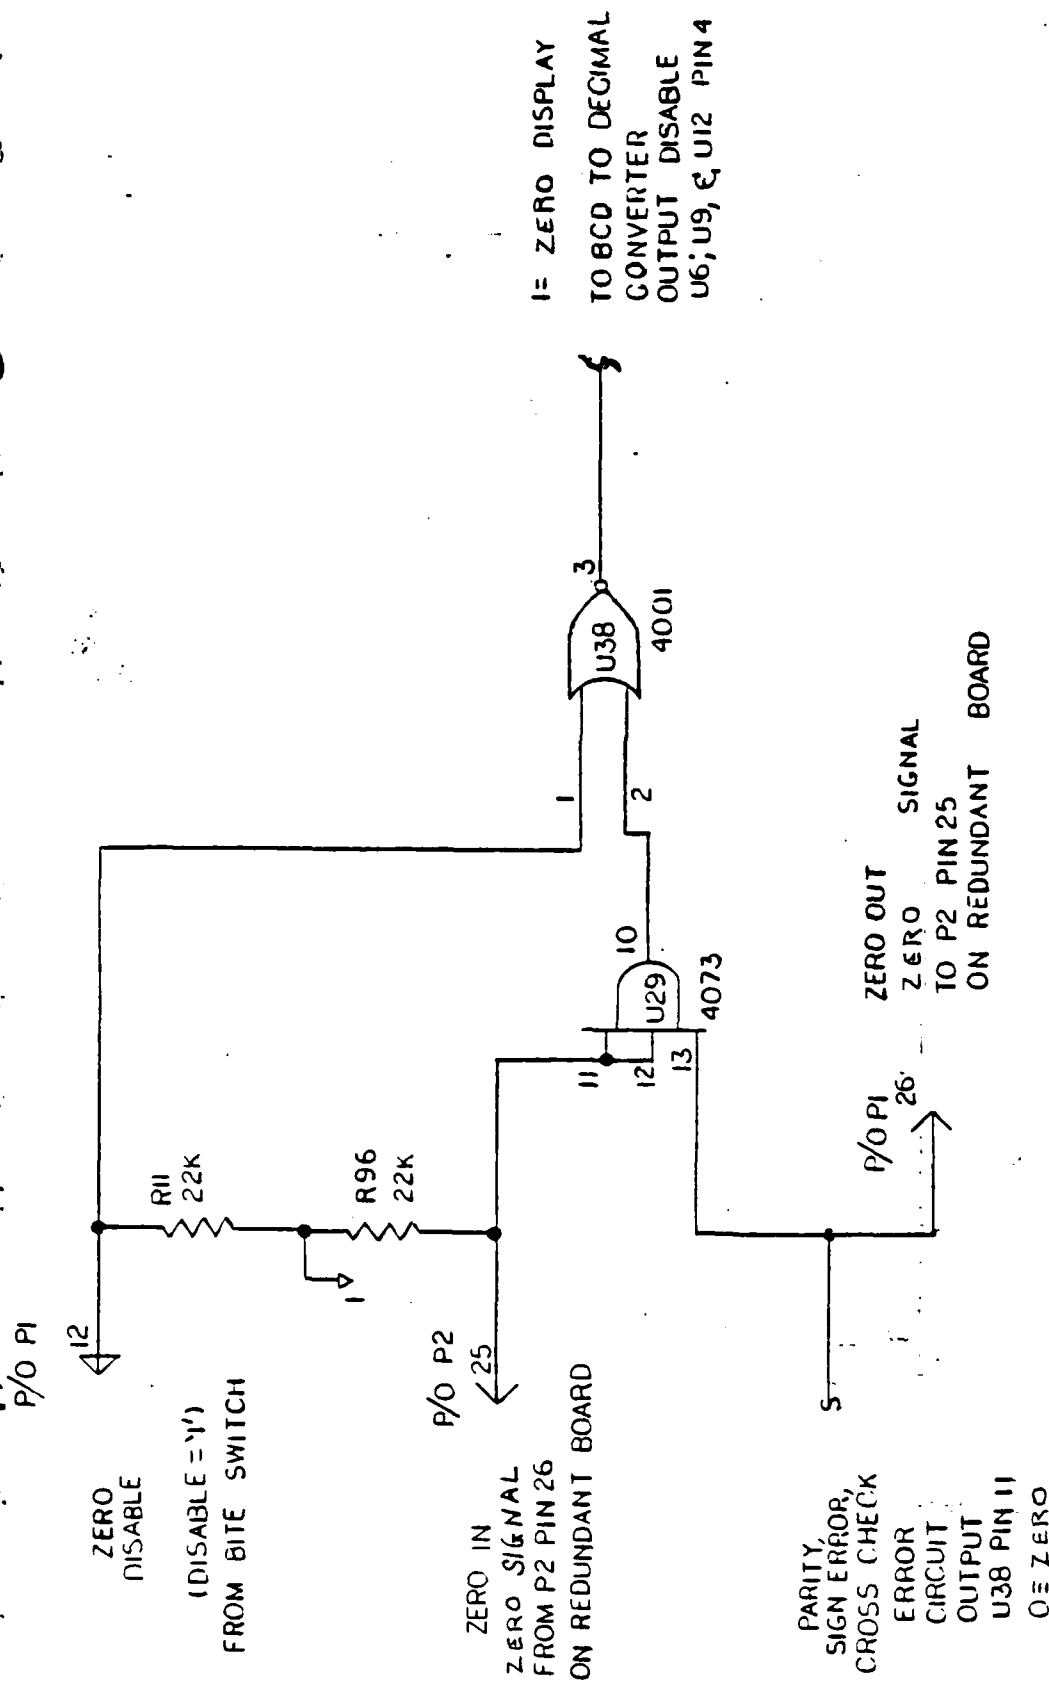 P/O P1
12
ZERO
DISABLE
(DISABLE='1')
FROM BITE SWITCH
R11
22K
R96
22K
1
P/O P2
25
ZERO IN
ZERO SIGNAL
FROM P2 PIN 26
ON REDUNDANT BOARD
11
12
13
U29
10
4073
1
2
U38
3
4001
1= ZERO DISPLAY
TO BCD TO DECIMAL
CONVERTER
OUTPUT DISABLE
U6, U9, & U12 PIN 4
PARITY,
SIGN ERROR,
CROSS CHECK
ERROR
CIRCUIT
OUTPUT
U38 PIN 11
0= ZERO
S
P/O P1
26
ZERO OUT
ZERO SIGNAL
TO P2 PIN 25
ON REDUNDANT BOARD